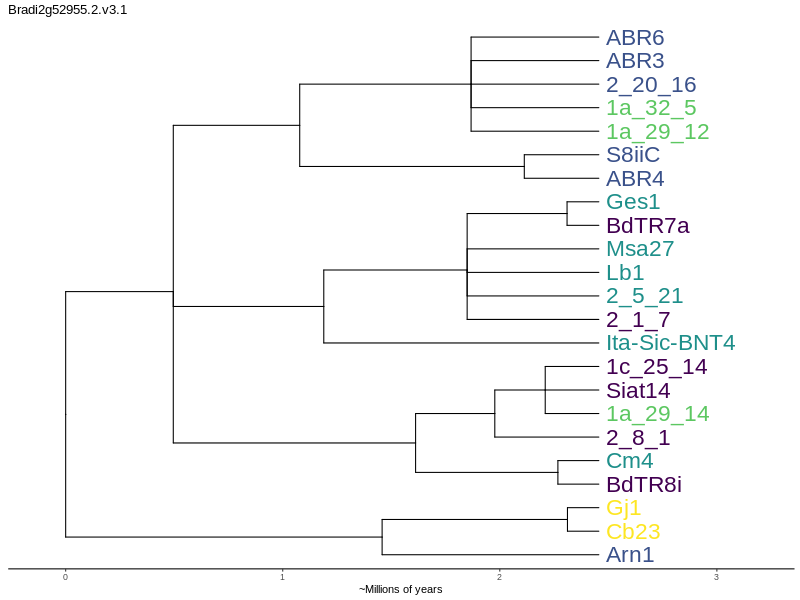 Bradi2g52955.2.v3.1
ABR6
ABR3
2_20_16
1a_32_5
1a_29_12
S8iiC
ABR4
Ges1
BdTR7a
Msa27
Lb1
2_5_21
2_1_7
Ita-Sic-BNT4
1c_25_14
Siat14
1a_29_14
2_8_1
Cm4
BdTR8i
Gj1
Cb23
Arn1
0 1 2 3
~Millions of years